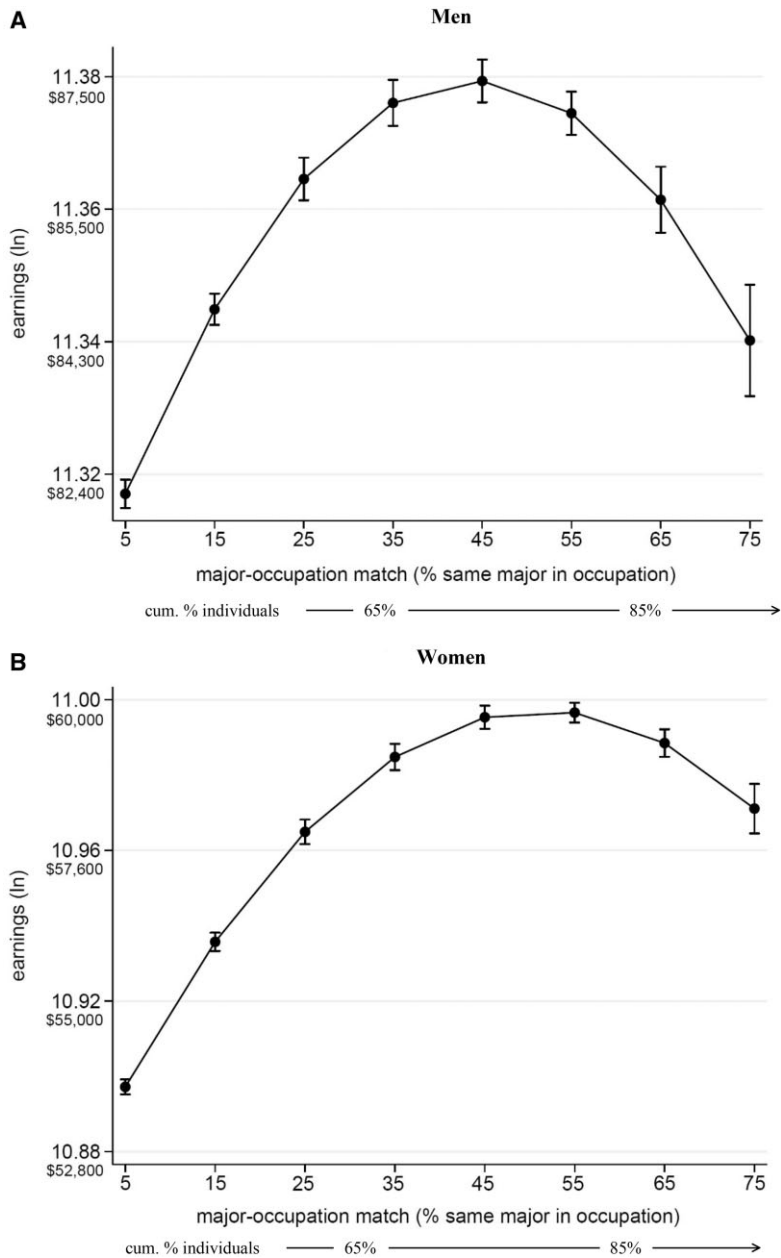 A
Men
11.38
$87,500
11.36
$85,500
11.34
$84,300
11.32
$82,400
earnings (ln)
5 15 25 35 45 55 65 75
major-occupation match (% same major in occupation)
cum. % individuals 65% 85%
B
Women
11.00
$60,000
10.96
$57,600
10.92
$55,000
10.88
$52,800
earnings (ln)
5 15 25 35 45 55 65 75
major-occupation match (% same major in occupation)
cum. % individuals 65% 85%